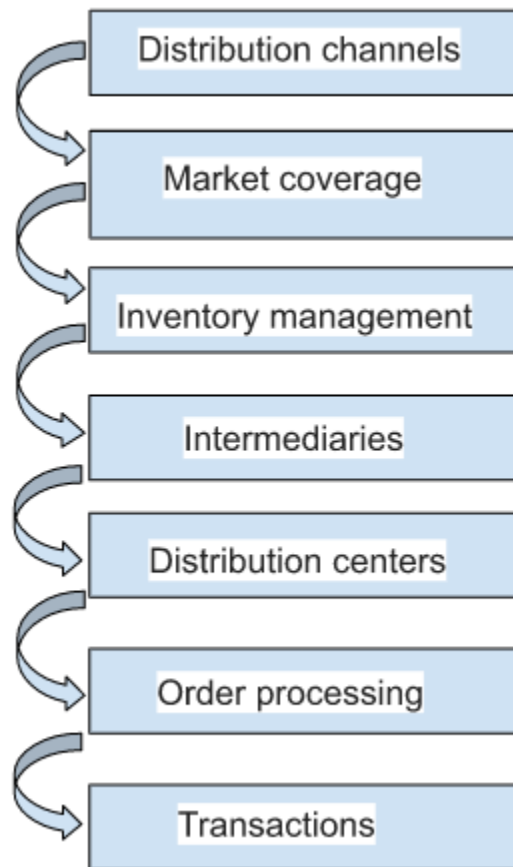 Distribution channels
Market coverage
Inventory management
Intermediaries
Distribution centers
Order processing
Transactions